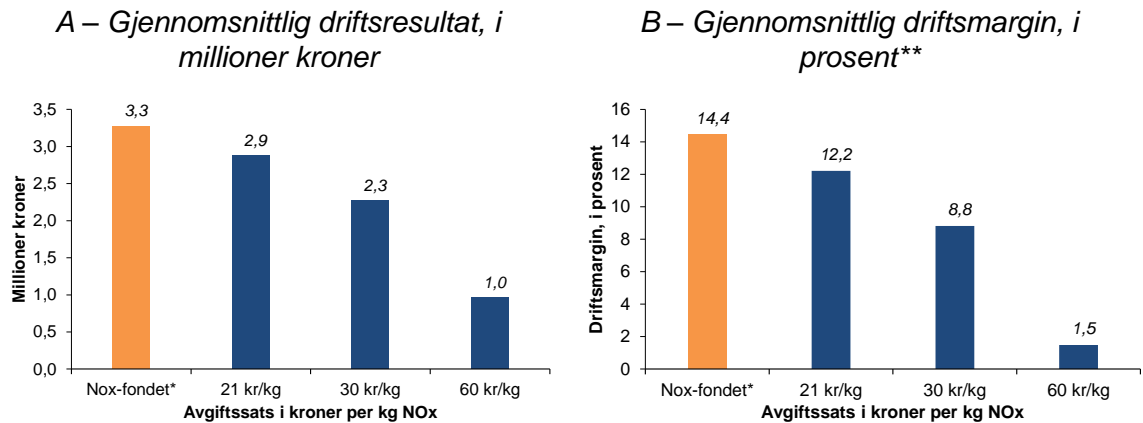 A – Gjennomsnittlig driftsresultat, i
millioner kroner
3,5
3,0
2,5
2,0
1,5
1,0
0,5
0,0
Millioner kroner
3,3
2,9
2,3
1,0
Nox-fondet*
21 kr/kg
30 kr/kg
60 kr/kg
Avgiftssats i kroner per kg NOx
B – Gjennomsnittlig driftsmargin, i
prosent**
16
14
12
10
8
6
4
2
0
Driftsmargin, i prosent
14,4
12,2
8,8
1,5
Nox-fondet*
21 kr/kg
30 kr/kg
60 kr/kg
Avgiftssats i kroner per kg NOx